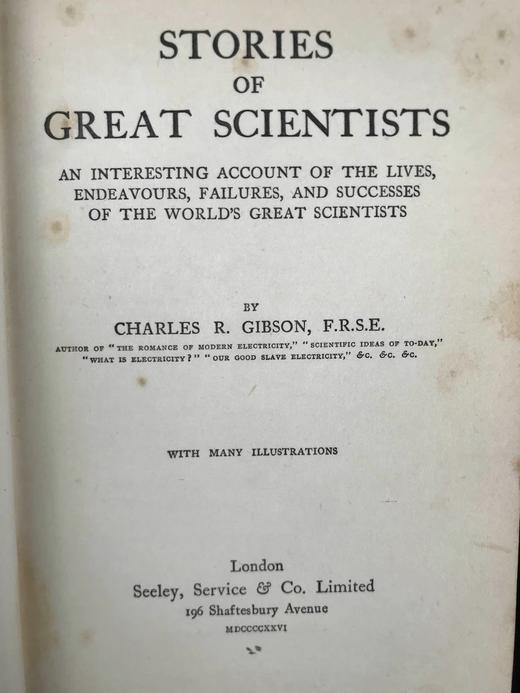 STORIES
OF
GREAT SCIENTISTS
AN INTERESTING ACCOUNT OF THE LIVES,
ENDEAVOURS, FAILURES, AND SUCCESSES
OF THE WORLD'S GREAT SCIENTISTS
BY
CHARLES R. GIBSON, F.R.S.E.
AUTHOR OF "THE ROMANCE OF MODERN ELECTRICITY," "SCIENTIFIC IDEAS OF TO-DAY,"
"WHAT IS ELECTRICITY?" "OUR GOOD SLAVE ELECTRICITY," &C. &C. &C.
WITH MANY ILLUSTRATIONS
London
Seeley, Service & Co. Limited
196 Shaftesbury Avenue
MDCCCCXXVI